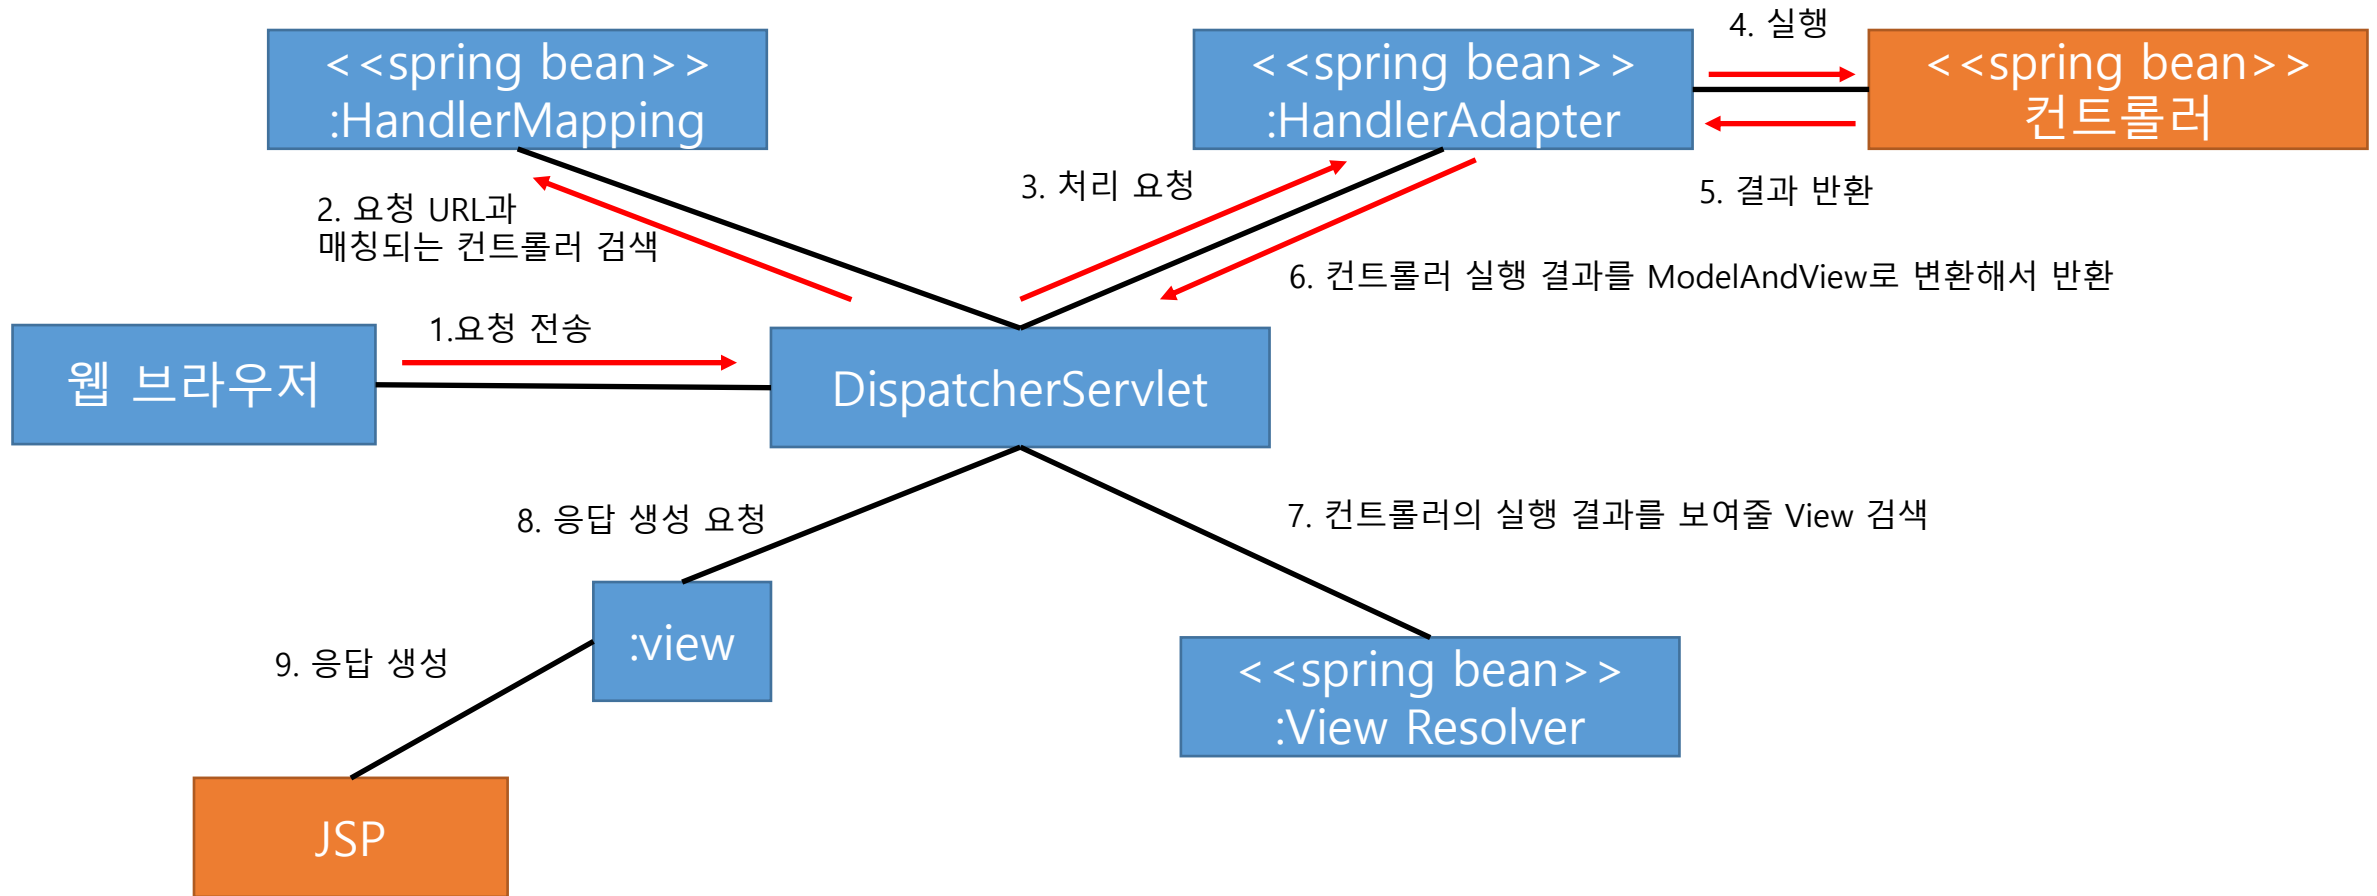 4. 실행
<<spring bean>>
:HandlerMapping
<<spring bean>>
:HandlerAdapter
<<spring bean>>
컨트롤러
3. 처리 요청
5. 결과 반환
2. 요청 URL과
매칭되는 컨트롤러 검색
6. 컨트롤러 실행 결과를 ModelAndView로 변환해서 반환
1.요청 전송
웹 브라우저
DispatcherServlet
8. 응답 생성 요청
7. 컨트롤러의 실행 결과를 보여줄 View 검색
:view
9. 응답 생성
<<spring bean>>
:View Resolver
JSP